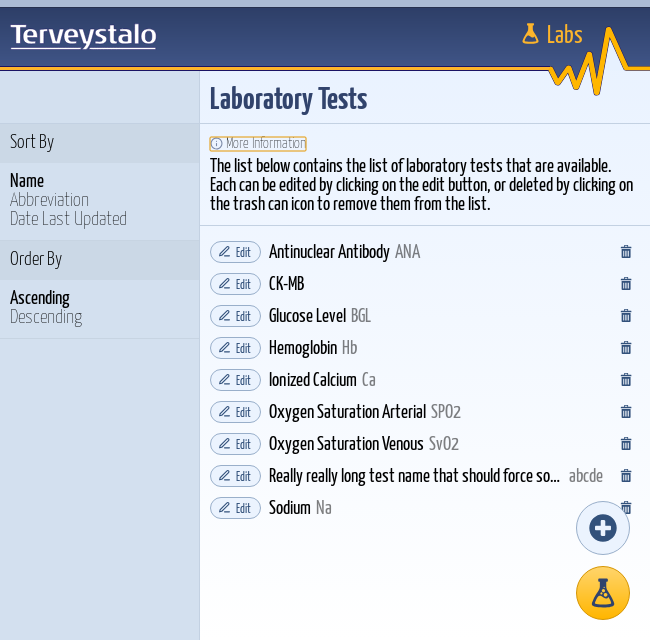 Terveystalo
Labs
Laboratory Tests
Sort By
Name
Abbreviation
Date Last Updated
Order By
Ascending
Descending
More Information
The list below contains the list of laboratory tests that are available.
Each can be edited by clicking on the edit button, or deleted by clicking on
the trash can icon to remove them from the list.
Edit Antinuclear Antibody ANA
Edit CK-MB
Edit Glucose Level BGL
Edit Hemoglobin Hb
Edit Ionized Calcium Ca
Edit Oxygen Saturation Arterial SPO2
Edit Oxygen Saturation Venous SvO2
Edit Really really long test name that should force so... abcde
Edit Sodium Na